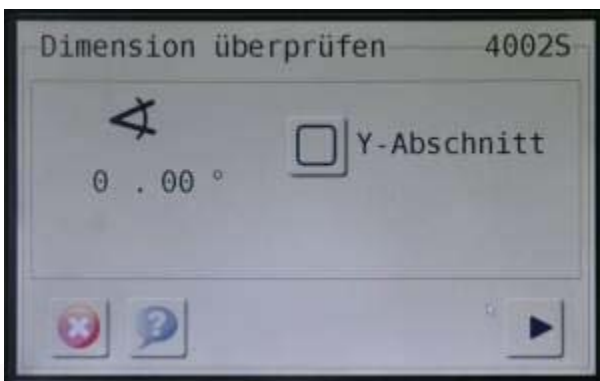 Dimension überprüfen 4002S
Y-Abschnitt
0 . 00 °
?